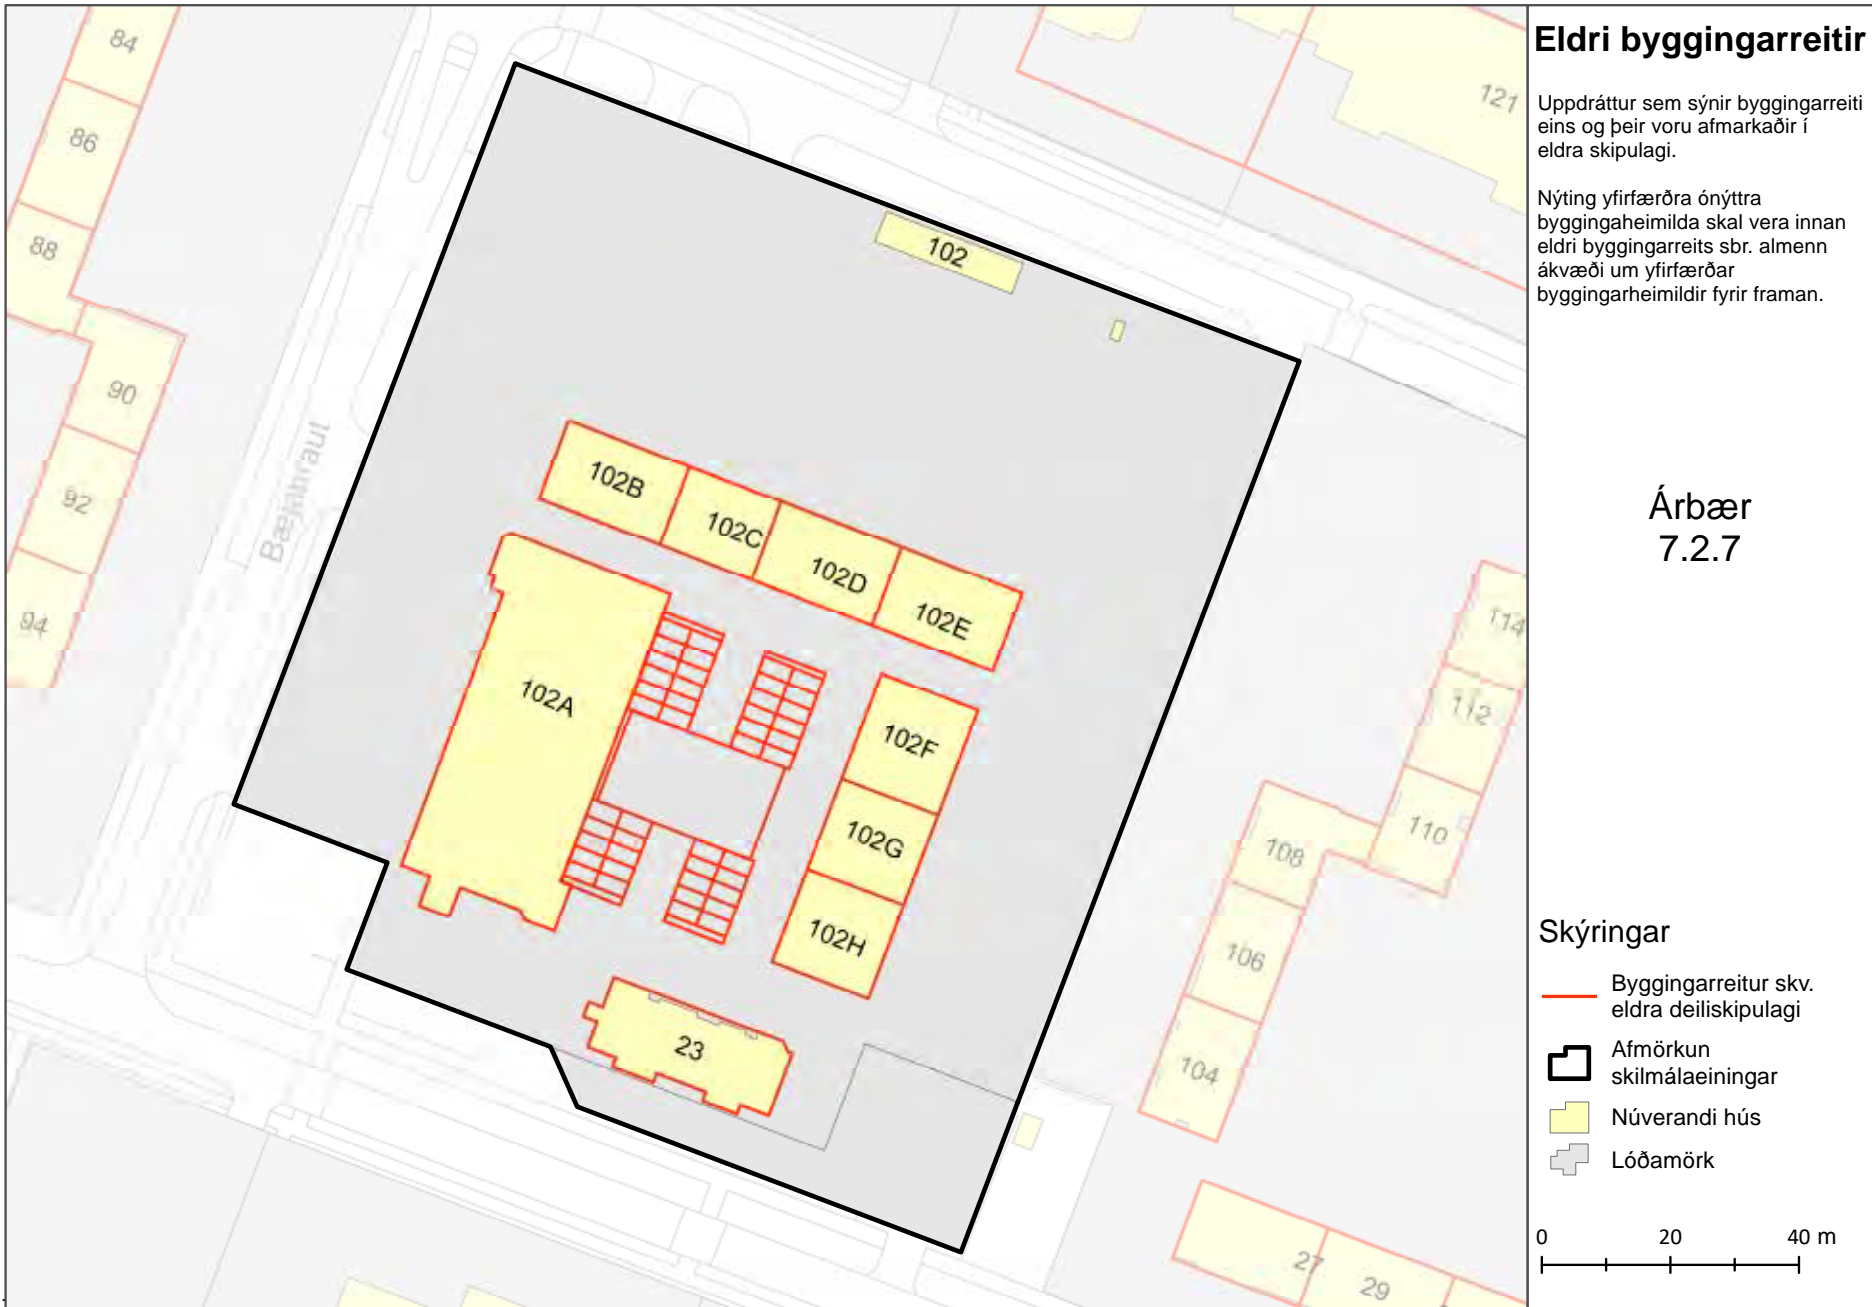 Eldri byggingarreitir
Uppdráttur sem sýnir byggingarreiti
eins og þeir voru afmarkaðir í
eldra skipulagi.
Nýting yfirfærðra ónýttra
byggingaheimilda skal vera innan
eldri byggingarreits sbr. almenn
ákvæði um yfirfærðar
byggingarheimildir fyrir framan.
Árbær
7.2.7
Skýringar
Byggingarreitur skv.
eldra deiliskipulagi
Afmörkun
skilmálaeiningar
Núverandi hús
Lóðamörk
0 20 40 m
84
86
88
90
92
94
121
102
102B
102C
102D
102E
102A
102F
102G
102H
23
114
112
110
108
106
104
27
29